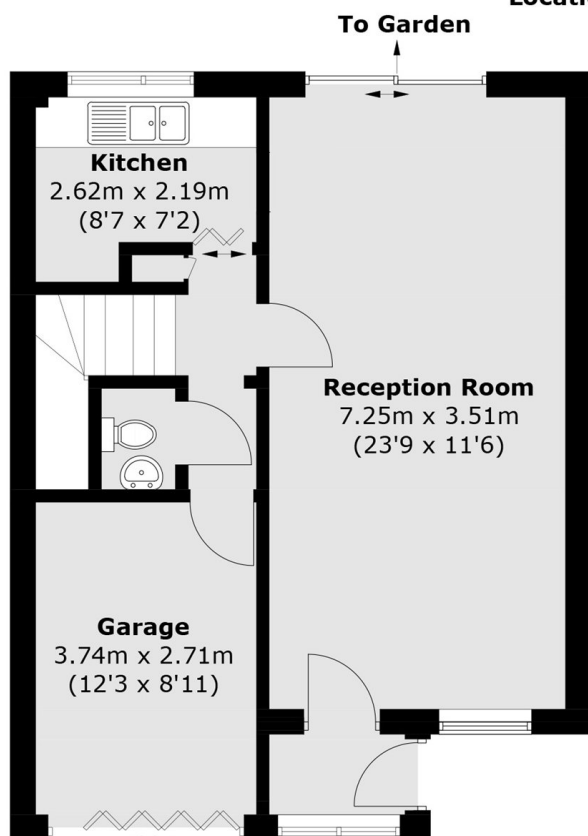 Locati
To Garden
Kitchen
2.62m x 2.19m
(8'7 x 7'2)
Reception Room
7.25m x 3.51m
(23'9 x 11'6)
Garage
3.74m x 2.71m
(12'3 x 8'11)